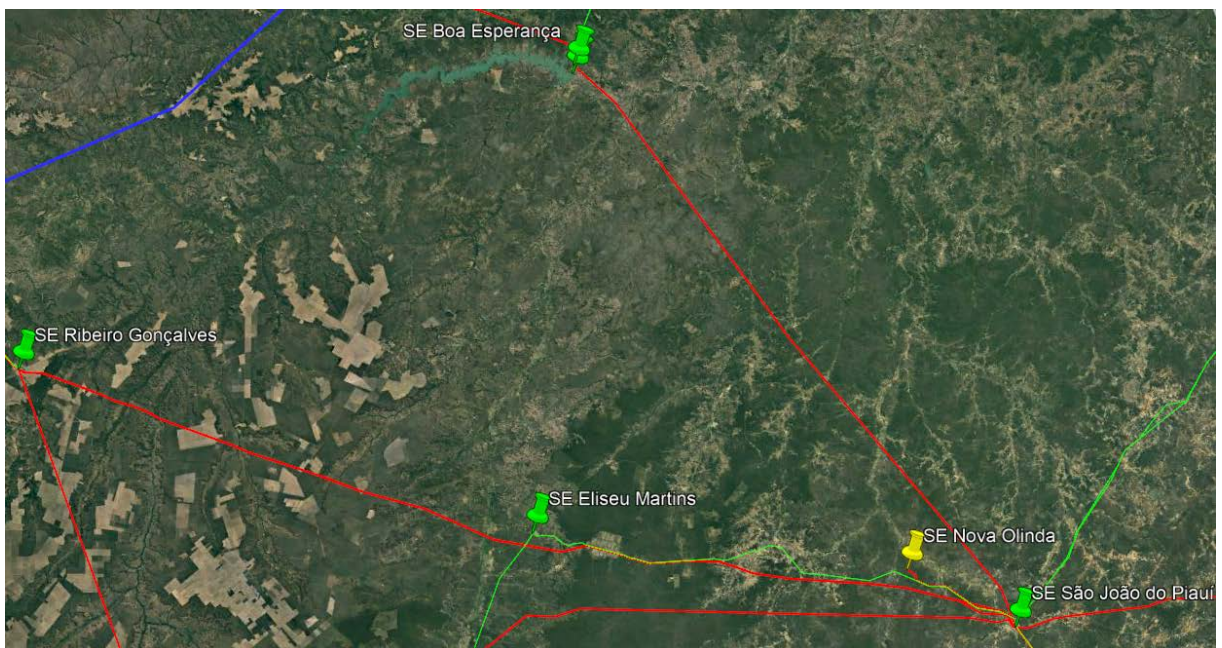 SE Boa Esperança
SE Ribeiro Gonçalves
SE Eliseu Martins
SE Nova Olinda
SE São João do Piauí